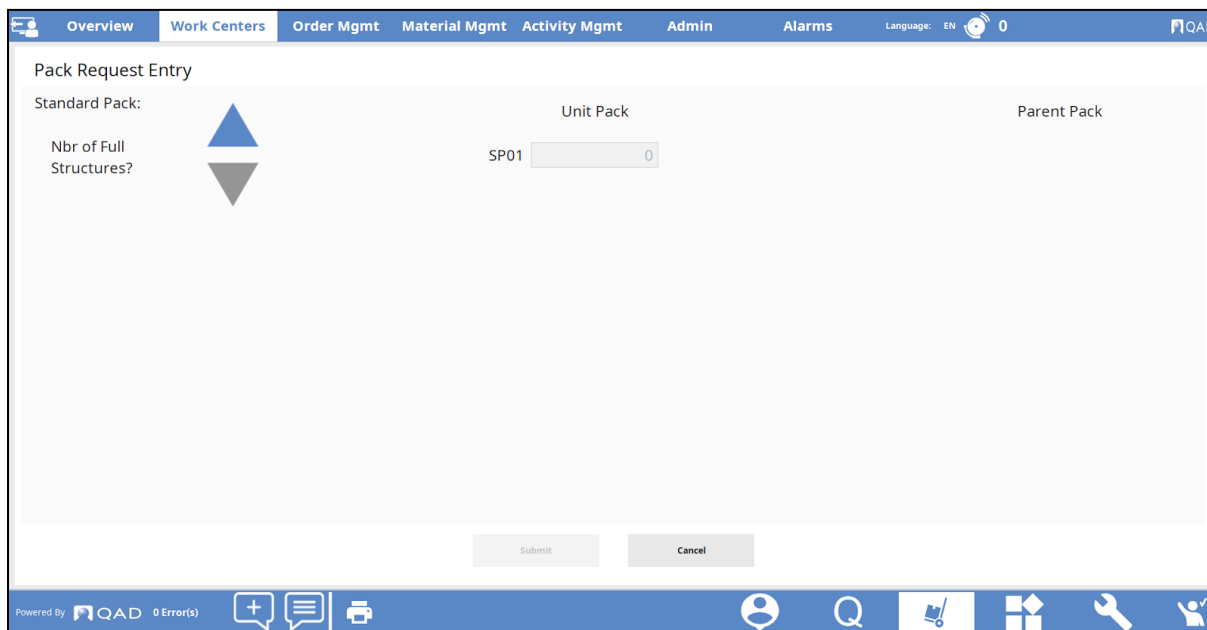 Overview Work Centers Order Mgmt Material Mgmt Activity Mgmt Admin Alarms Language: EN 0 QAD
Pack Request Entry
Standard Pack:
Unit Pack Parent Pack
Nbr of Full
Structures?
SP01 0
Submit Cancel
Powered By QAD 0 Error(s) Q